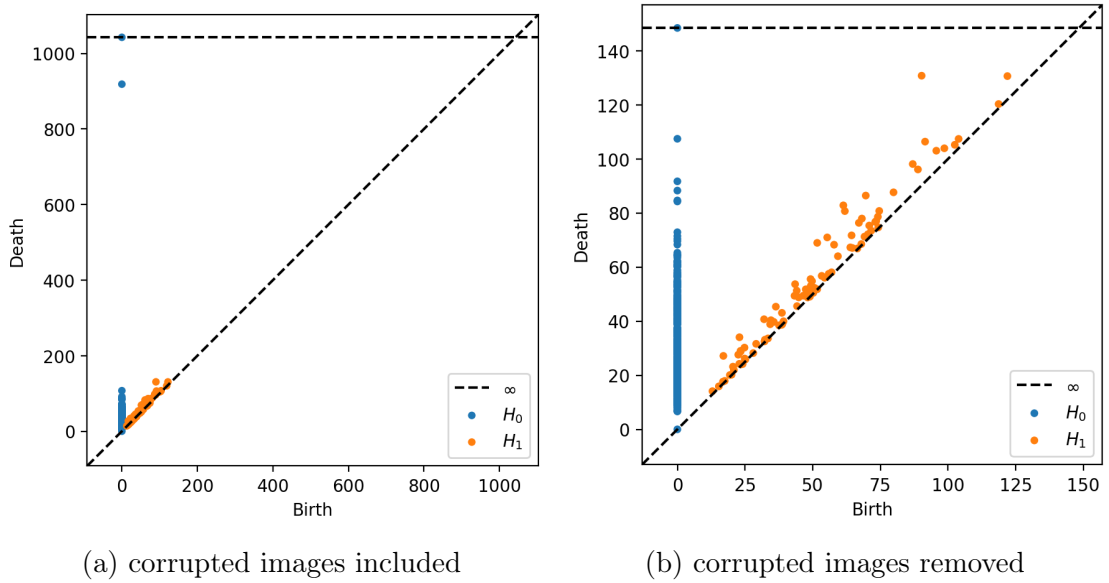 1000
800
600
400
200
0
Death
0 200 400 600 800 1000
Birth
∞
H₀
H₁
(a) corrupted images included
140
120
100
80
60
40
20
0
Death
0 25 50 75 100 125 150
Birth
∞
H₀
H₁
(b) corrupted images removed